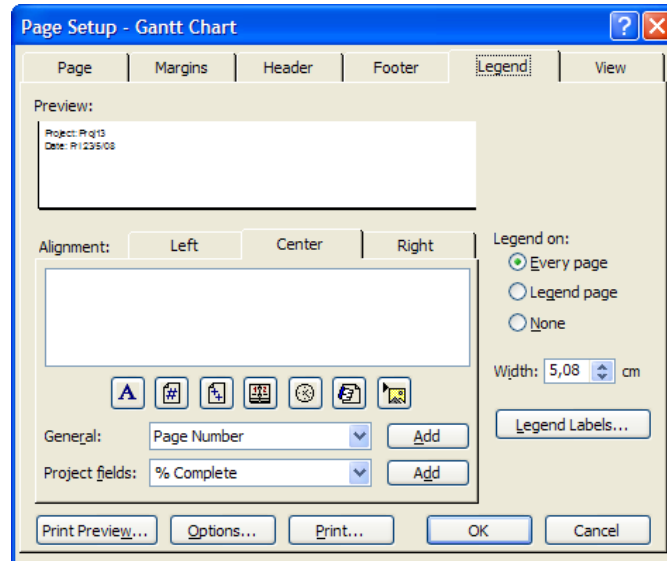 Page Setup - Gantt Chart
Page Margins Header Footer Legend View
Preview:
Project: Proj13
Date: Fri 23/5/08
Alignment: Left Center Right
Legend on:
Every page
Legend page
None
Width: 5,08 cm
Legend Labels...
General: Page Number Add
Project fields: % Complete Add
Print Preview... Options... Print... OK Cancel